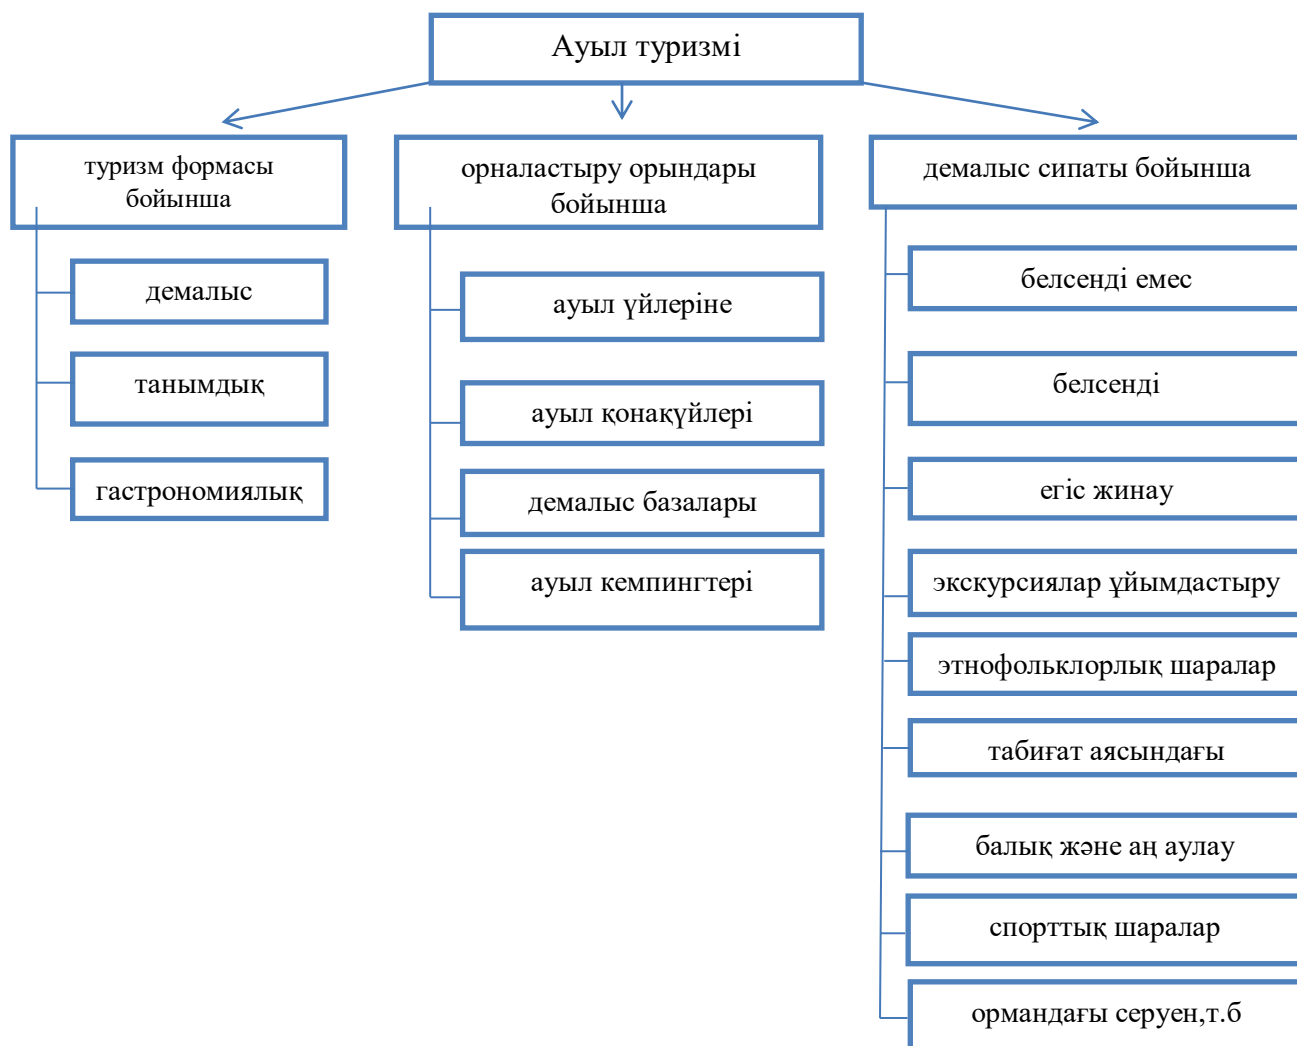 Ауыл туризмі
туризм формасы
бойынша
демалыс
танымдық
гастрономиялық
орналастыру орындары
бойынша
ауыл үйлеріне
ауыл қонақүйлері
демалыс базалары
ауыл кемпингтері
демалыс сипаты бойынша
белсенді емес
белсенді
егіс жинау
экскурсиялар ұйымдастыру
этнофольклорлық шаралар
табиғат аясындағы
балық және аң аулау
спорттық шаралар
ормандағы серуен,т.б